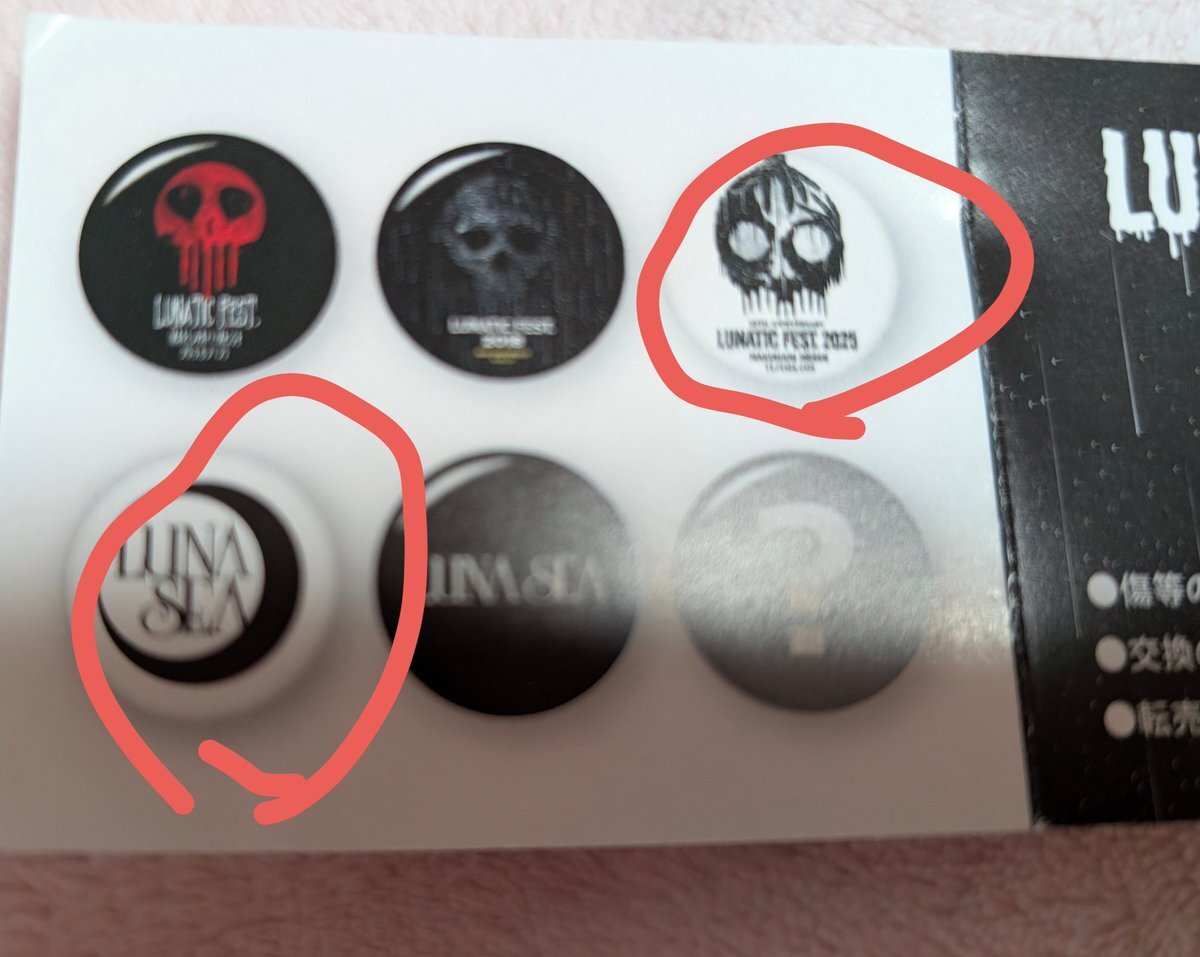 LUNATIC FEST.
LUNATIC FEST.
2018
LUNATIC FEST. 2025
LU
LUNA
SEA
LUNA SEA
?
●傷等の
●交換
●転売